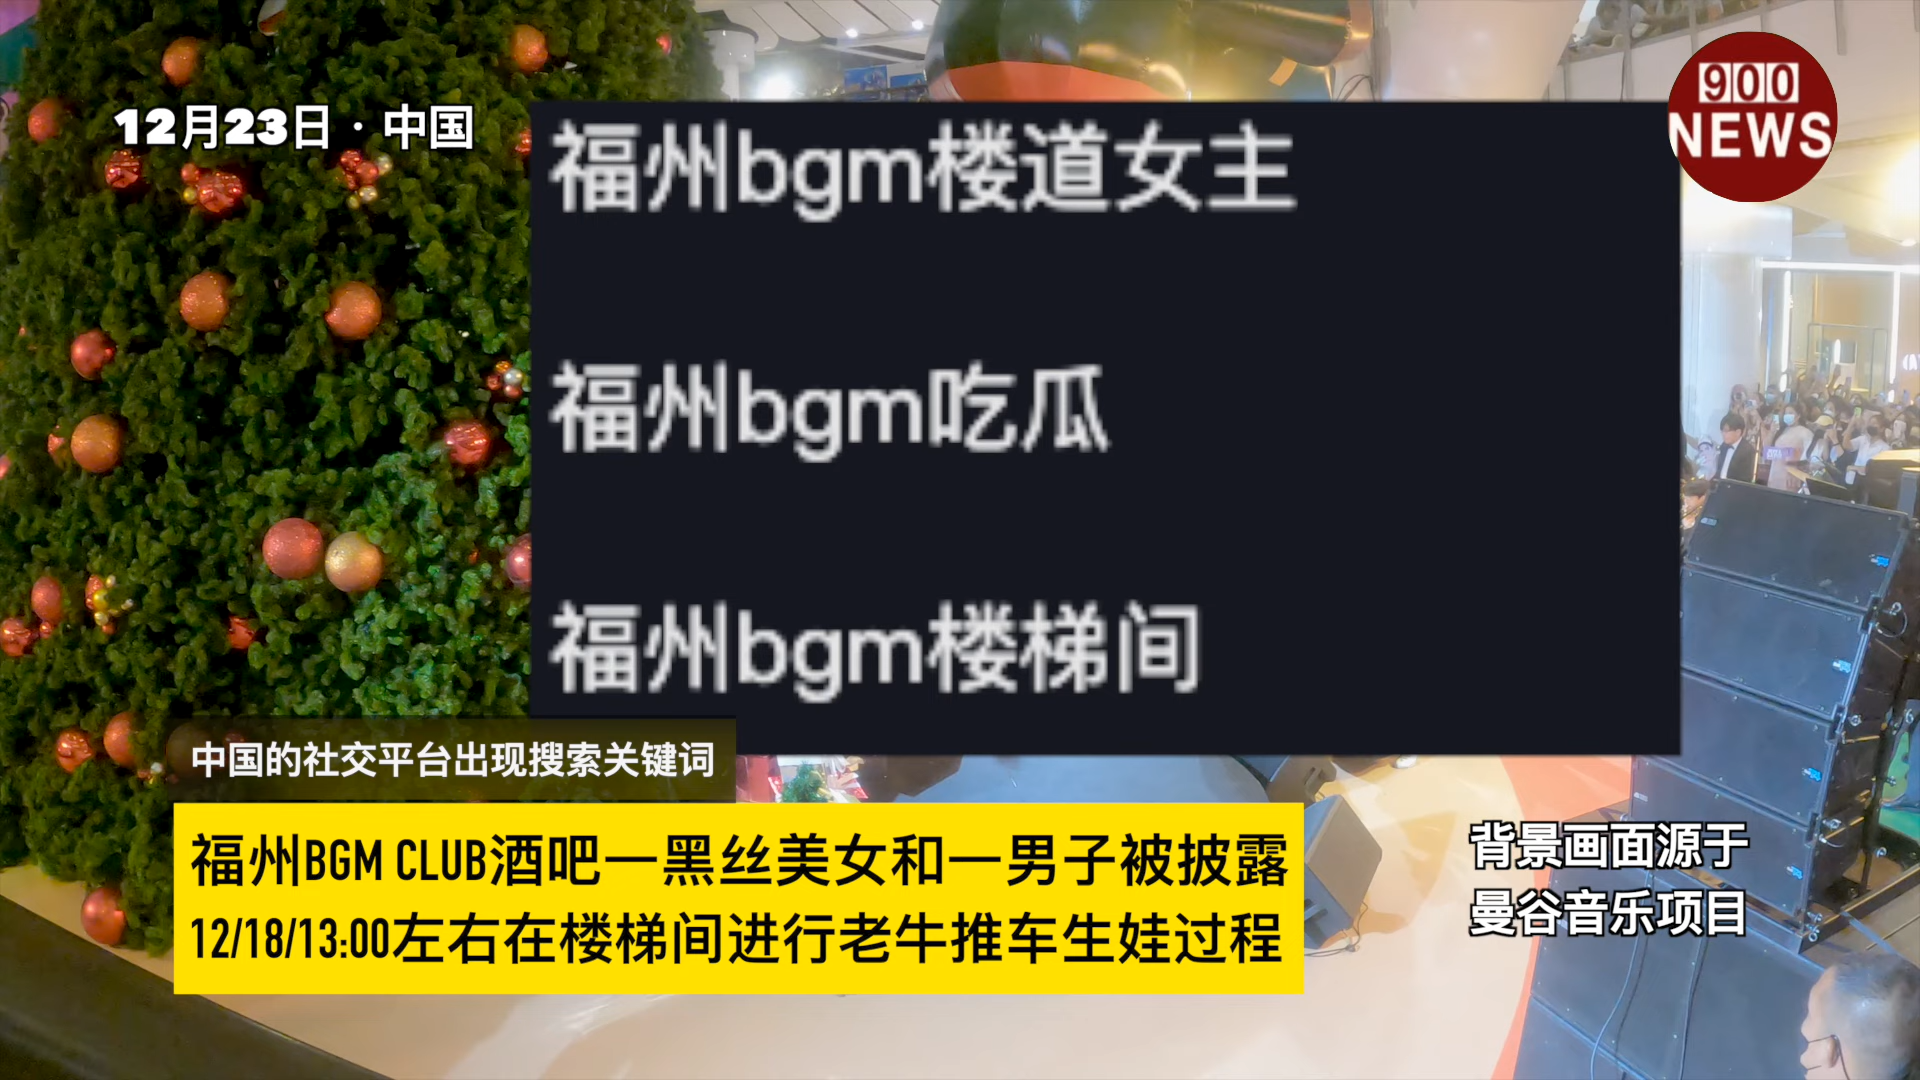 12月23日·中国
900
NEWS
福州bgm楼道女主
福州bgm吃瓜
福州bgm楼梯间
中国的社交平台出现搜索关键词
福州BGM CLUB酒吧一黑丝美女和一男子被披露
12/18/13:00左右在楼梯间进行老牛推车生娃过程
背景画面源于
曼谷音乐项目